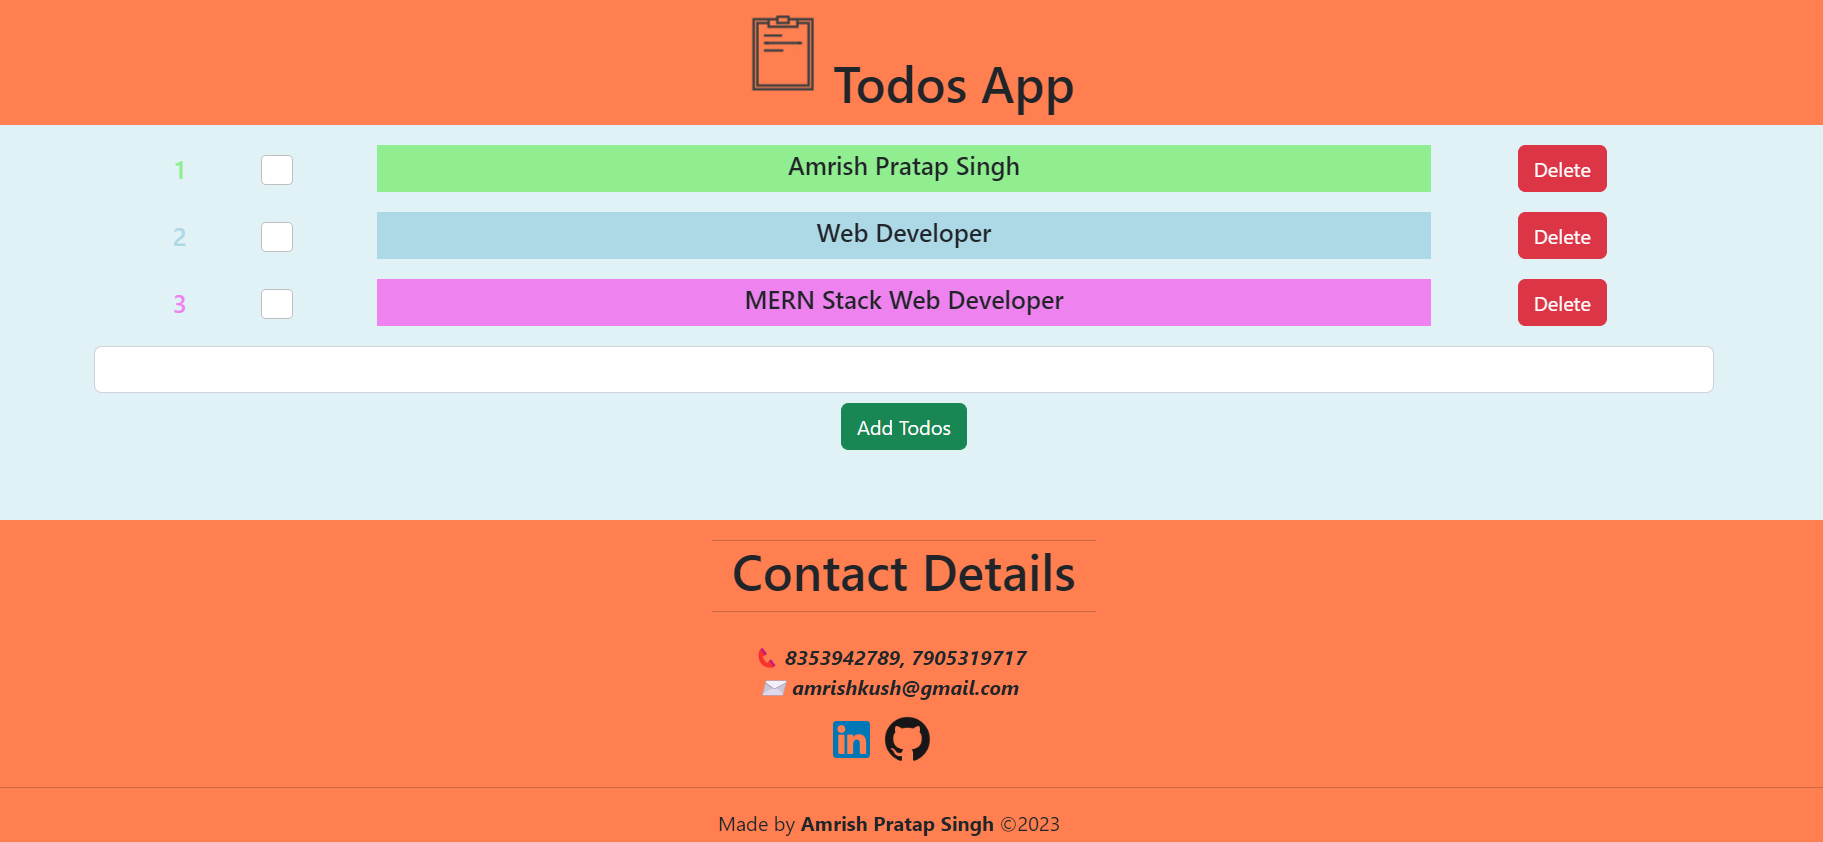 Todos App
1 Amrish Pratap Singh Delete
2 Web Developer Delete
3 MERN Stack Web Developer Delete
Add Todos
Contact Details
8353942789, 7905319717
amrishkush@gmail.com
in
Made by Amrish Pratap Singh ©2023